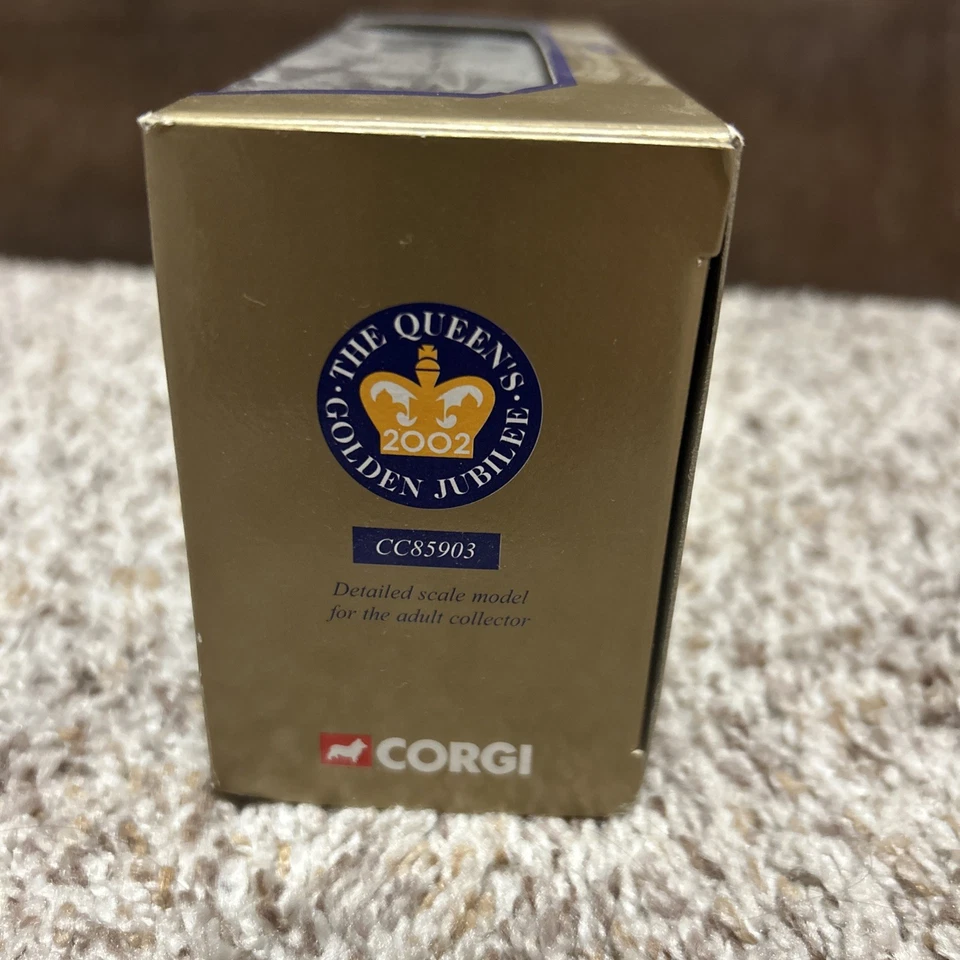 THE QUEEN'S
GOLDEN JUBILEE
2002
CC85903
Detailed scale model
for the adult collector
CORGI